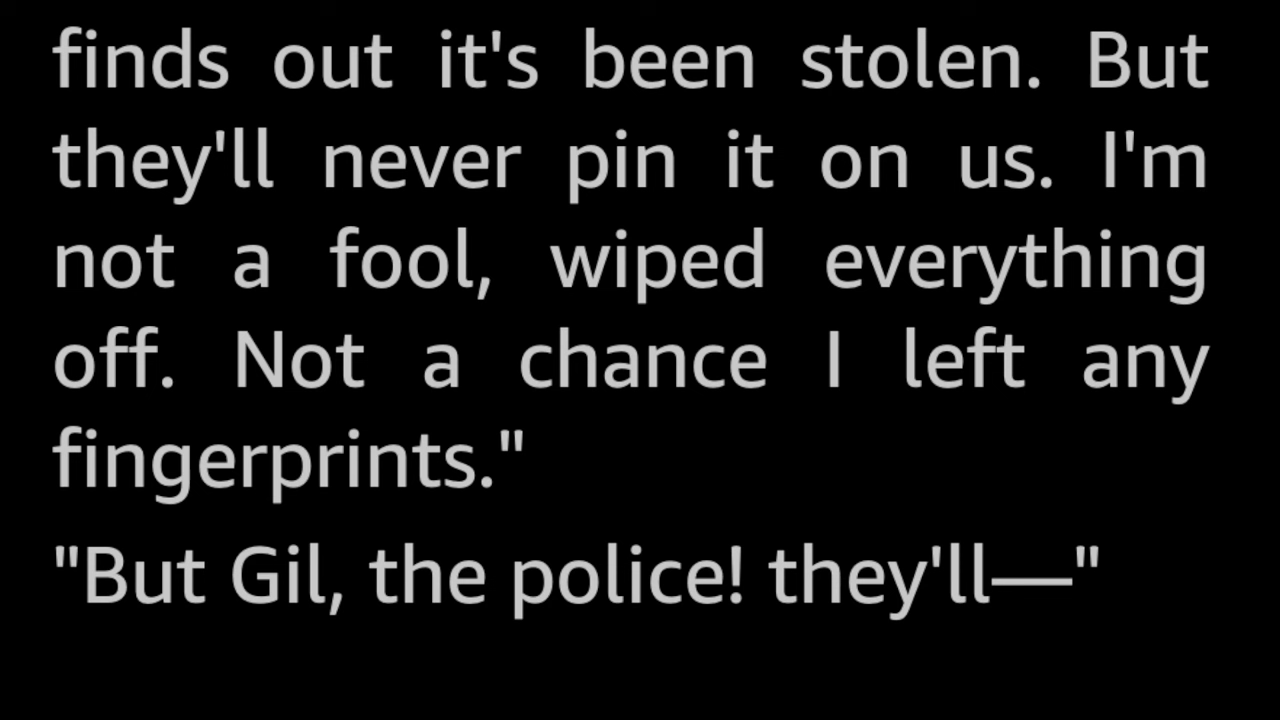 finds out it's been stolen. But
they'll never pin it on us. I'm
not a fool, wiped everything
off. Not a chance I left any
fingerprints."
"But Gil, the police! they'll—"